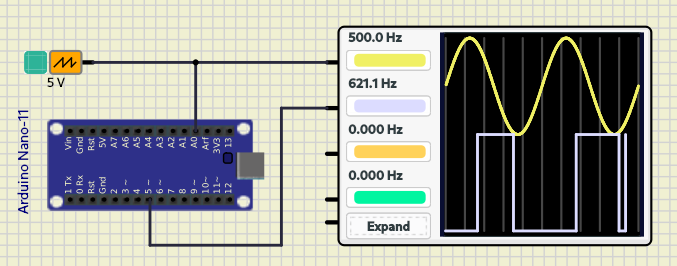 500.0 Hz
621.1 Hz
0.000 Hz
0.000 Hz
Expand
5 V
Arduino Nano-11
Vin Gnd Rst 5V A7 A6 A5 A4 A3 A2 A1 A0 Arf 3V3 13
1 Tx 0 Rx Rst Gnd 2 3~ 4 5~ 6~ 7 8 9~ 10~ 11~ 12